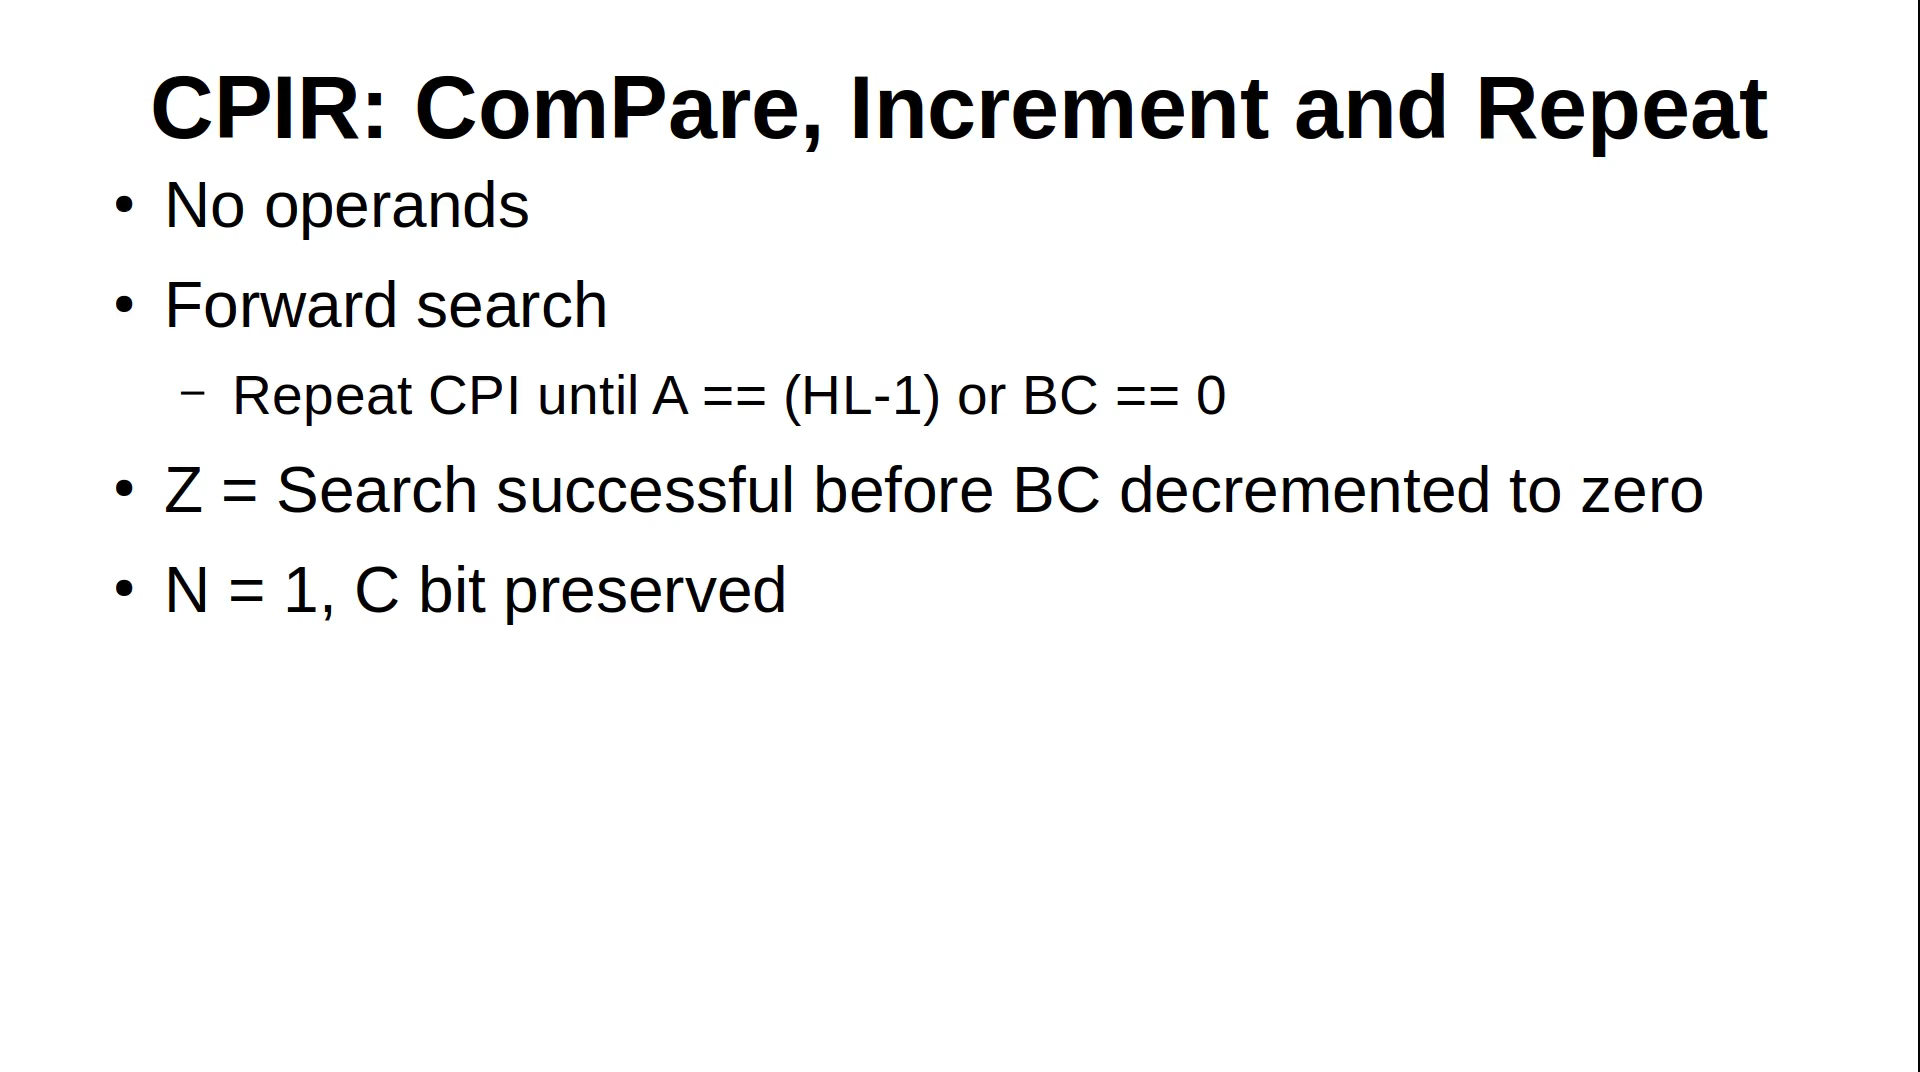 CPIR: ComPare, Increment and Repeat
• No operands
• Forward search
– Repeat CPI until A == (HL-1) or BC == 0
• Z = Search successful before BC decremented to zero
• N = 1, C bit preserved